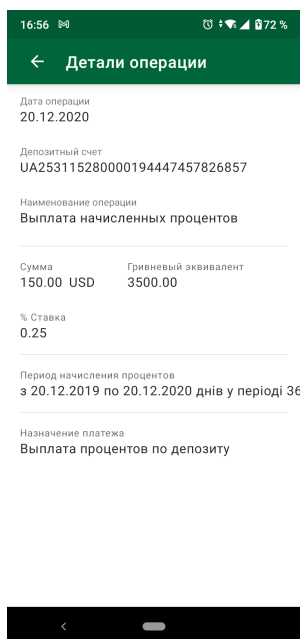 16:56
72 %
Детали операции
Дата операции
20.12.2020
Депозитный счет
UA253115280000194447457826857
Наименование операции
Выплата начисленных процентов
Сумма
Гривневый эквивалент
150.00 USD
3500.00
% Ставка
0.25
Период начисления процентов
з 20.12.2019 по 20.12.2020 днів у періоді 36
Назначение платежа
Выплата процентов по депозиту